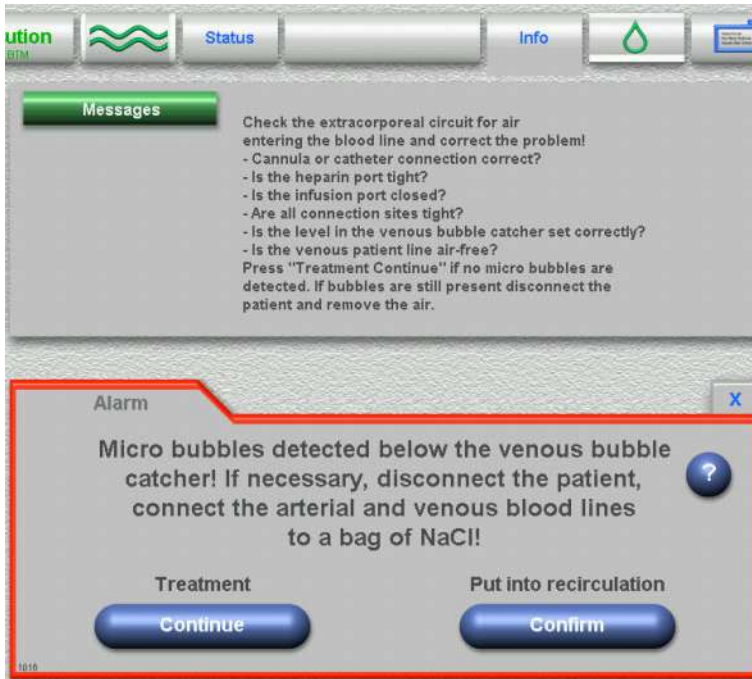 ution
BTM
Status
Info
Messages
Check the extracorporeal circuit for air
entering the blood line and correct the problem!
- Cannula or catheter connection correct?
- Is the heparin port tight?
- Is the infusion port closed?
- Are all connection sites tight?
- Is the level in the venous bubble catcher set correctly?
- Is the venous patient line air-free?
Press "Treatment Continue" if no micro bubbles are
detected. If bubbles are still present disconnect the
patient and remove the air.
Alarm
X
Micro bubbles detected below the venous bubble
catcher! If necessary, disconnect the patient,
connect the arterial and venous blood lines
to a bag of NaCl!
?
Treatment
Put into recirculation
Continue
Confirm
1016